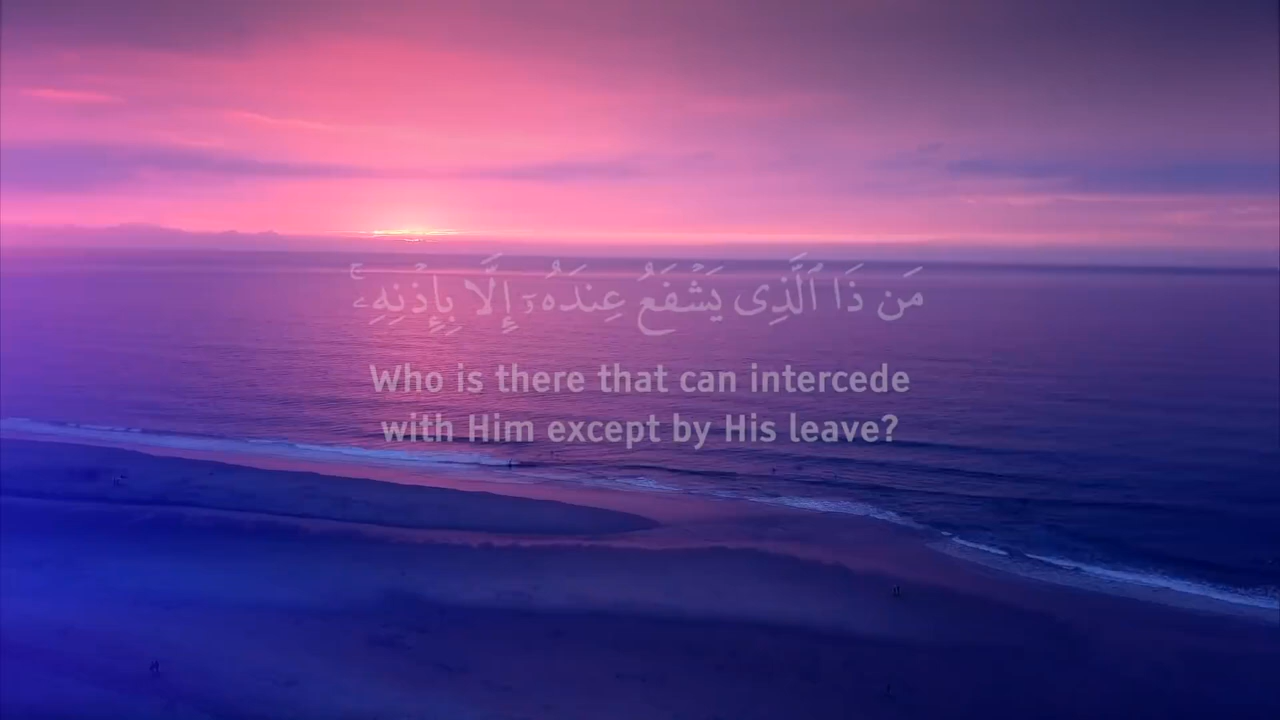 مَن ذَا ٱلَّذِى يَشْفَعُ عِندَهُۥٓ إِلَّا بِإِذْنِهِۦ ۚ
Who is there that can intercede
with Him except by His leave?